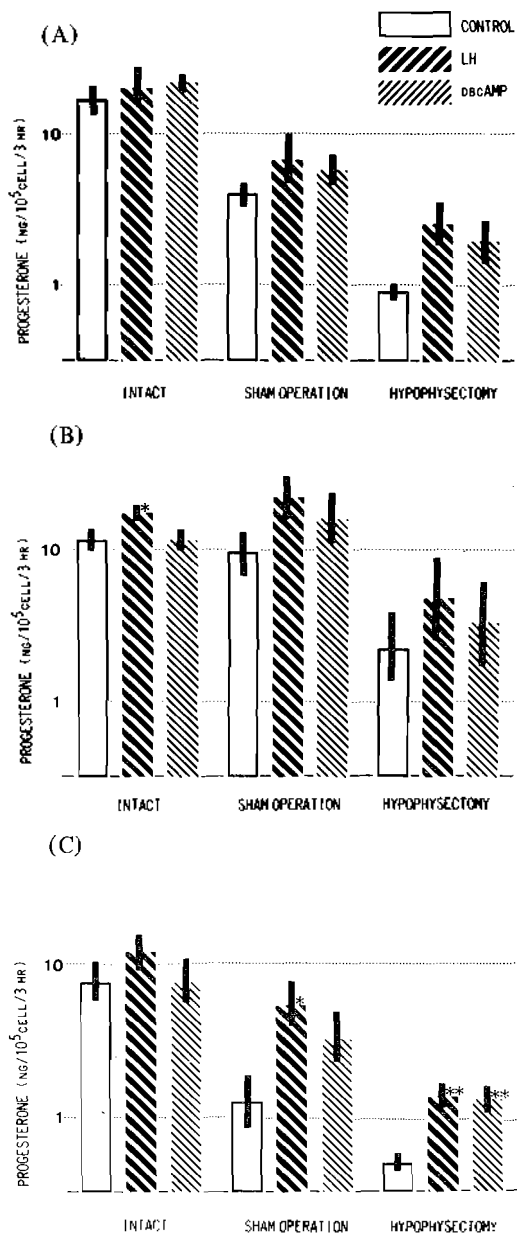 (A)
CONTROL
LH
DBCAMP
PROGESTERONE (NG/10⁵CELL/3 HR)
10
1
INTACT
SHAM OPERATION
HYPOPHYSECTOMY
(B)
PROGESTERONE (NG/10⁵CELL/3 HR)
10
1
*
INTACT
SHAM OPERATION
HYPOPHYSECTOMY
(C)
PROGESTERONE (NG/10⁵CELL/3 HR)
10
1
*
**
**
INTACT
SHAM OPERATION
HYPOPHYSECTOMY